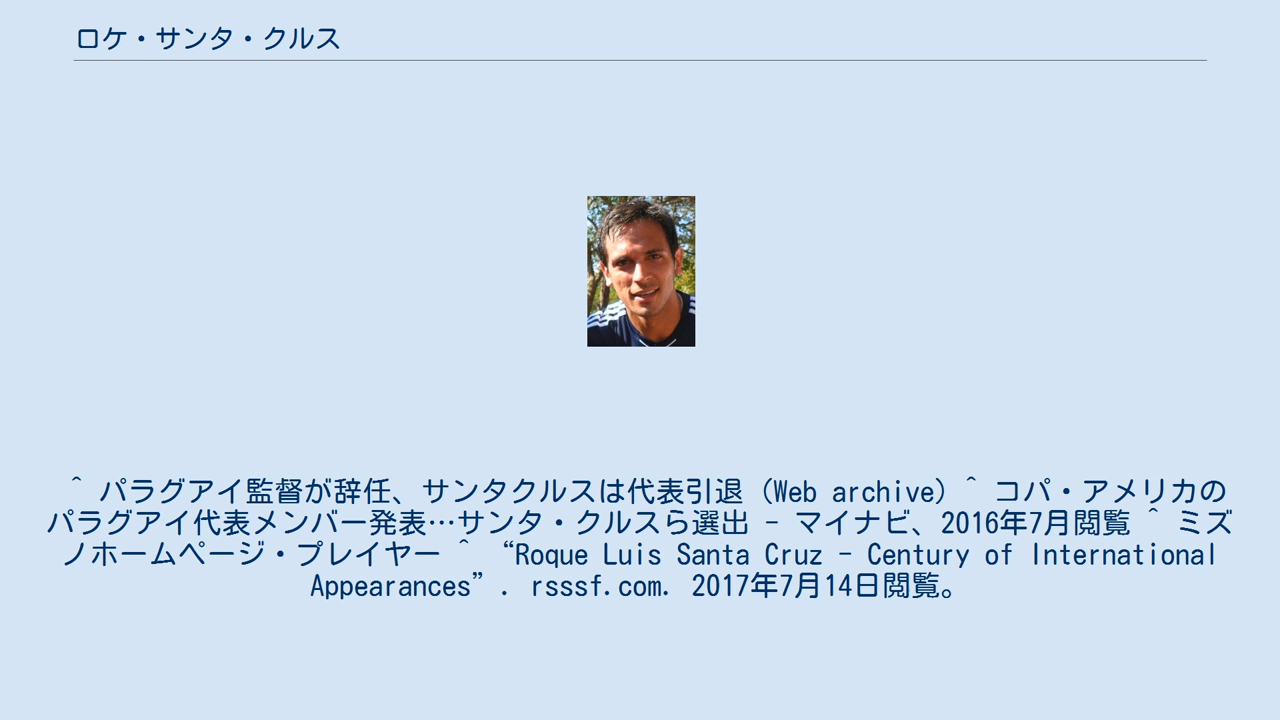 ロケ・サンタ・クルス
^ パラグアイ監督が辞任、サンタクルスは代表引退 (Web archive) ^ コパ・アメリカの
パラグアイ代表メンバー発表…サンタ・クルスら選出 - マイナビ、2016年7月閲覧 ^ ミズ
ノホームページ・プレイヤー ^ “Roque Luis Santa Cruz - Century of International
Appearances”. rsssf.com. 2017年7月14日閲覧。